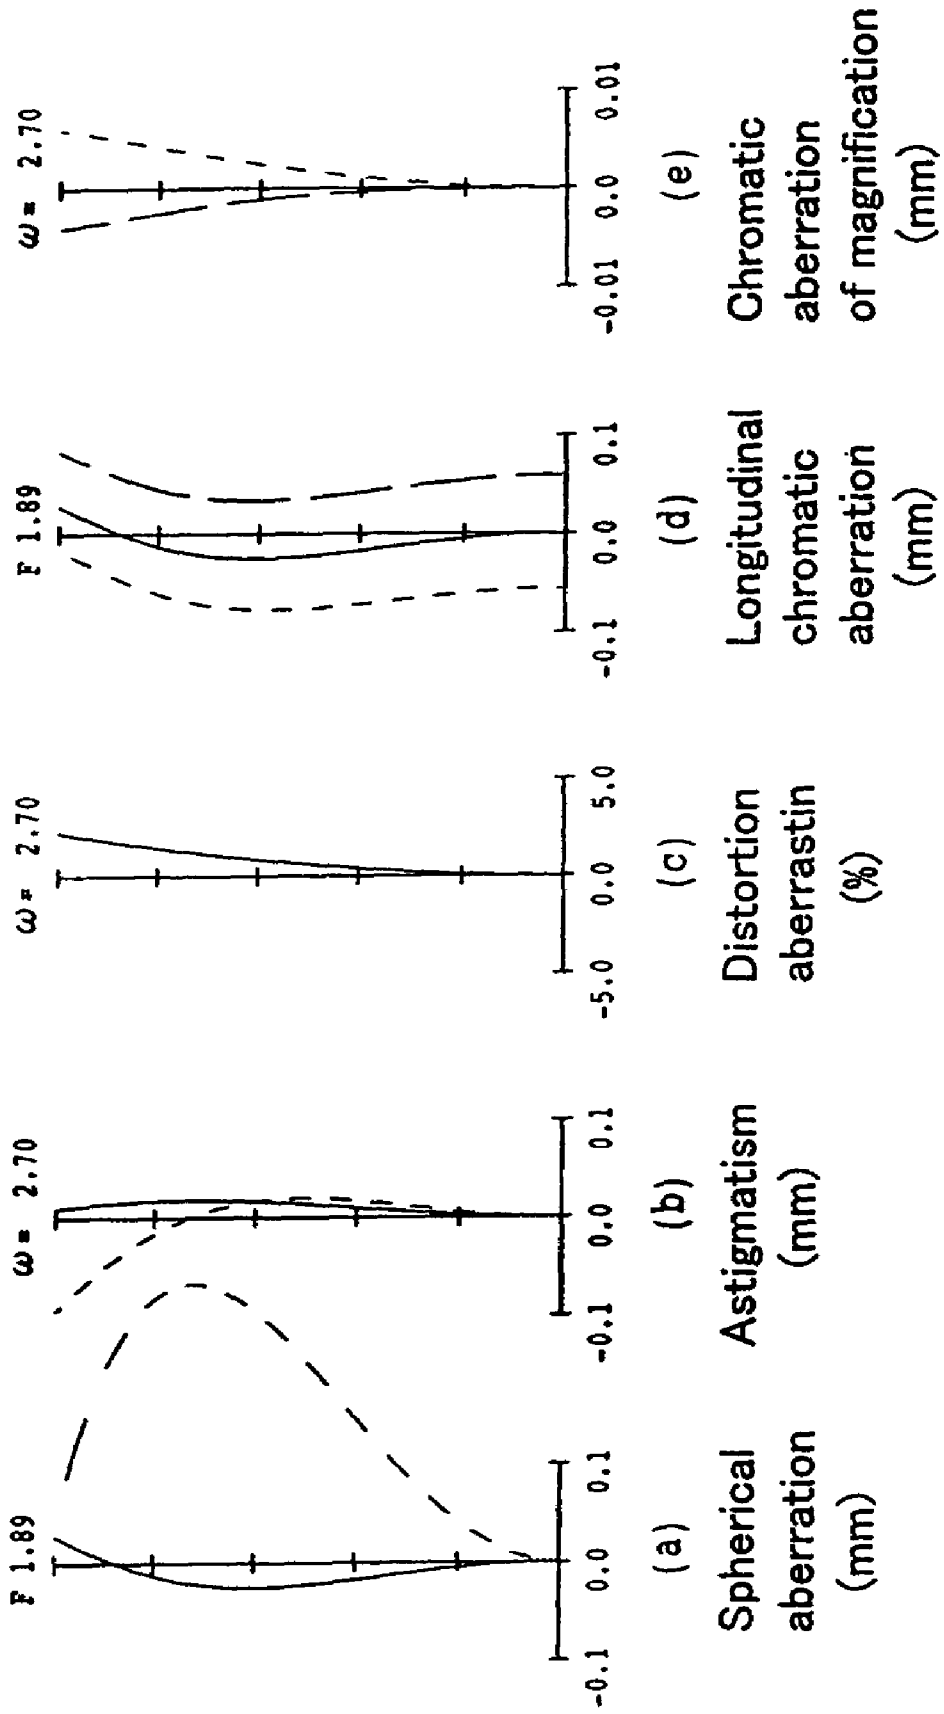 F 1.89
-0.1 0.0 0.1
(a)
Spherical
aberration
(mm)
ω= 2.70
-0.1 0.0 0.1
(b)
Astigmatism
(mm)
ω= 2.70
-5.0 0.0 5.0
(c)
Distortion
aberrastin
(%)
F 1.89
-0.1 0.0 0.1
(d)
Longitudinal
chromatic
aberration
(mm)
ω= 2.70
-0.01 0.0 0.01
(e)
Chromatic
aberration
of magnification
(mm)